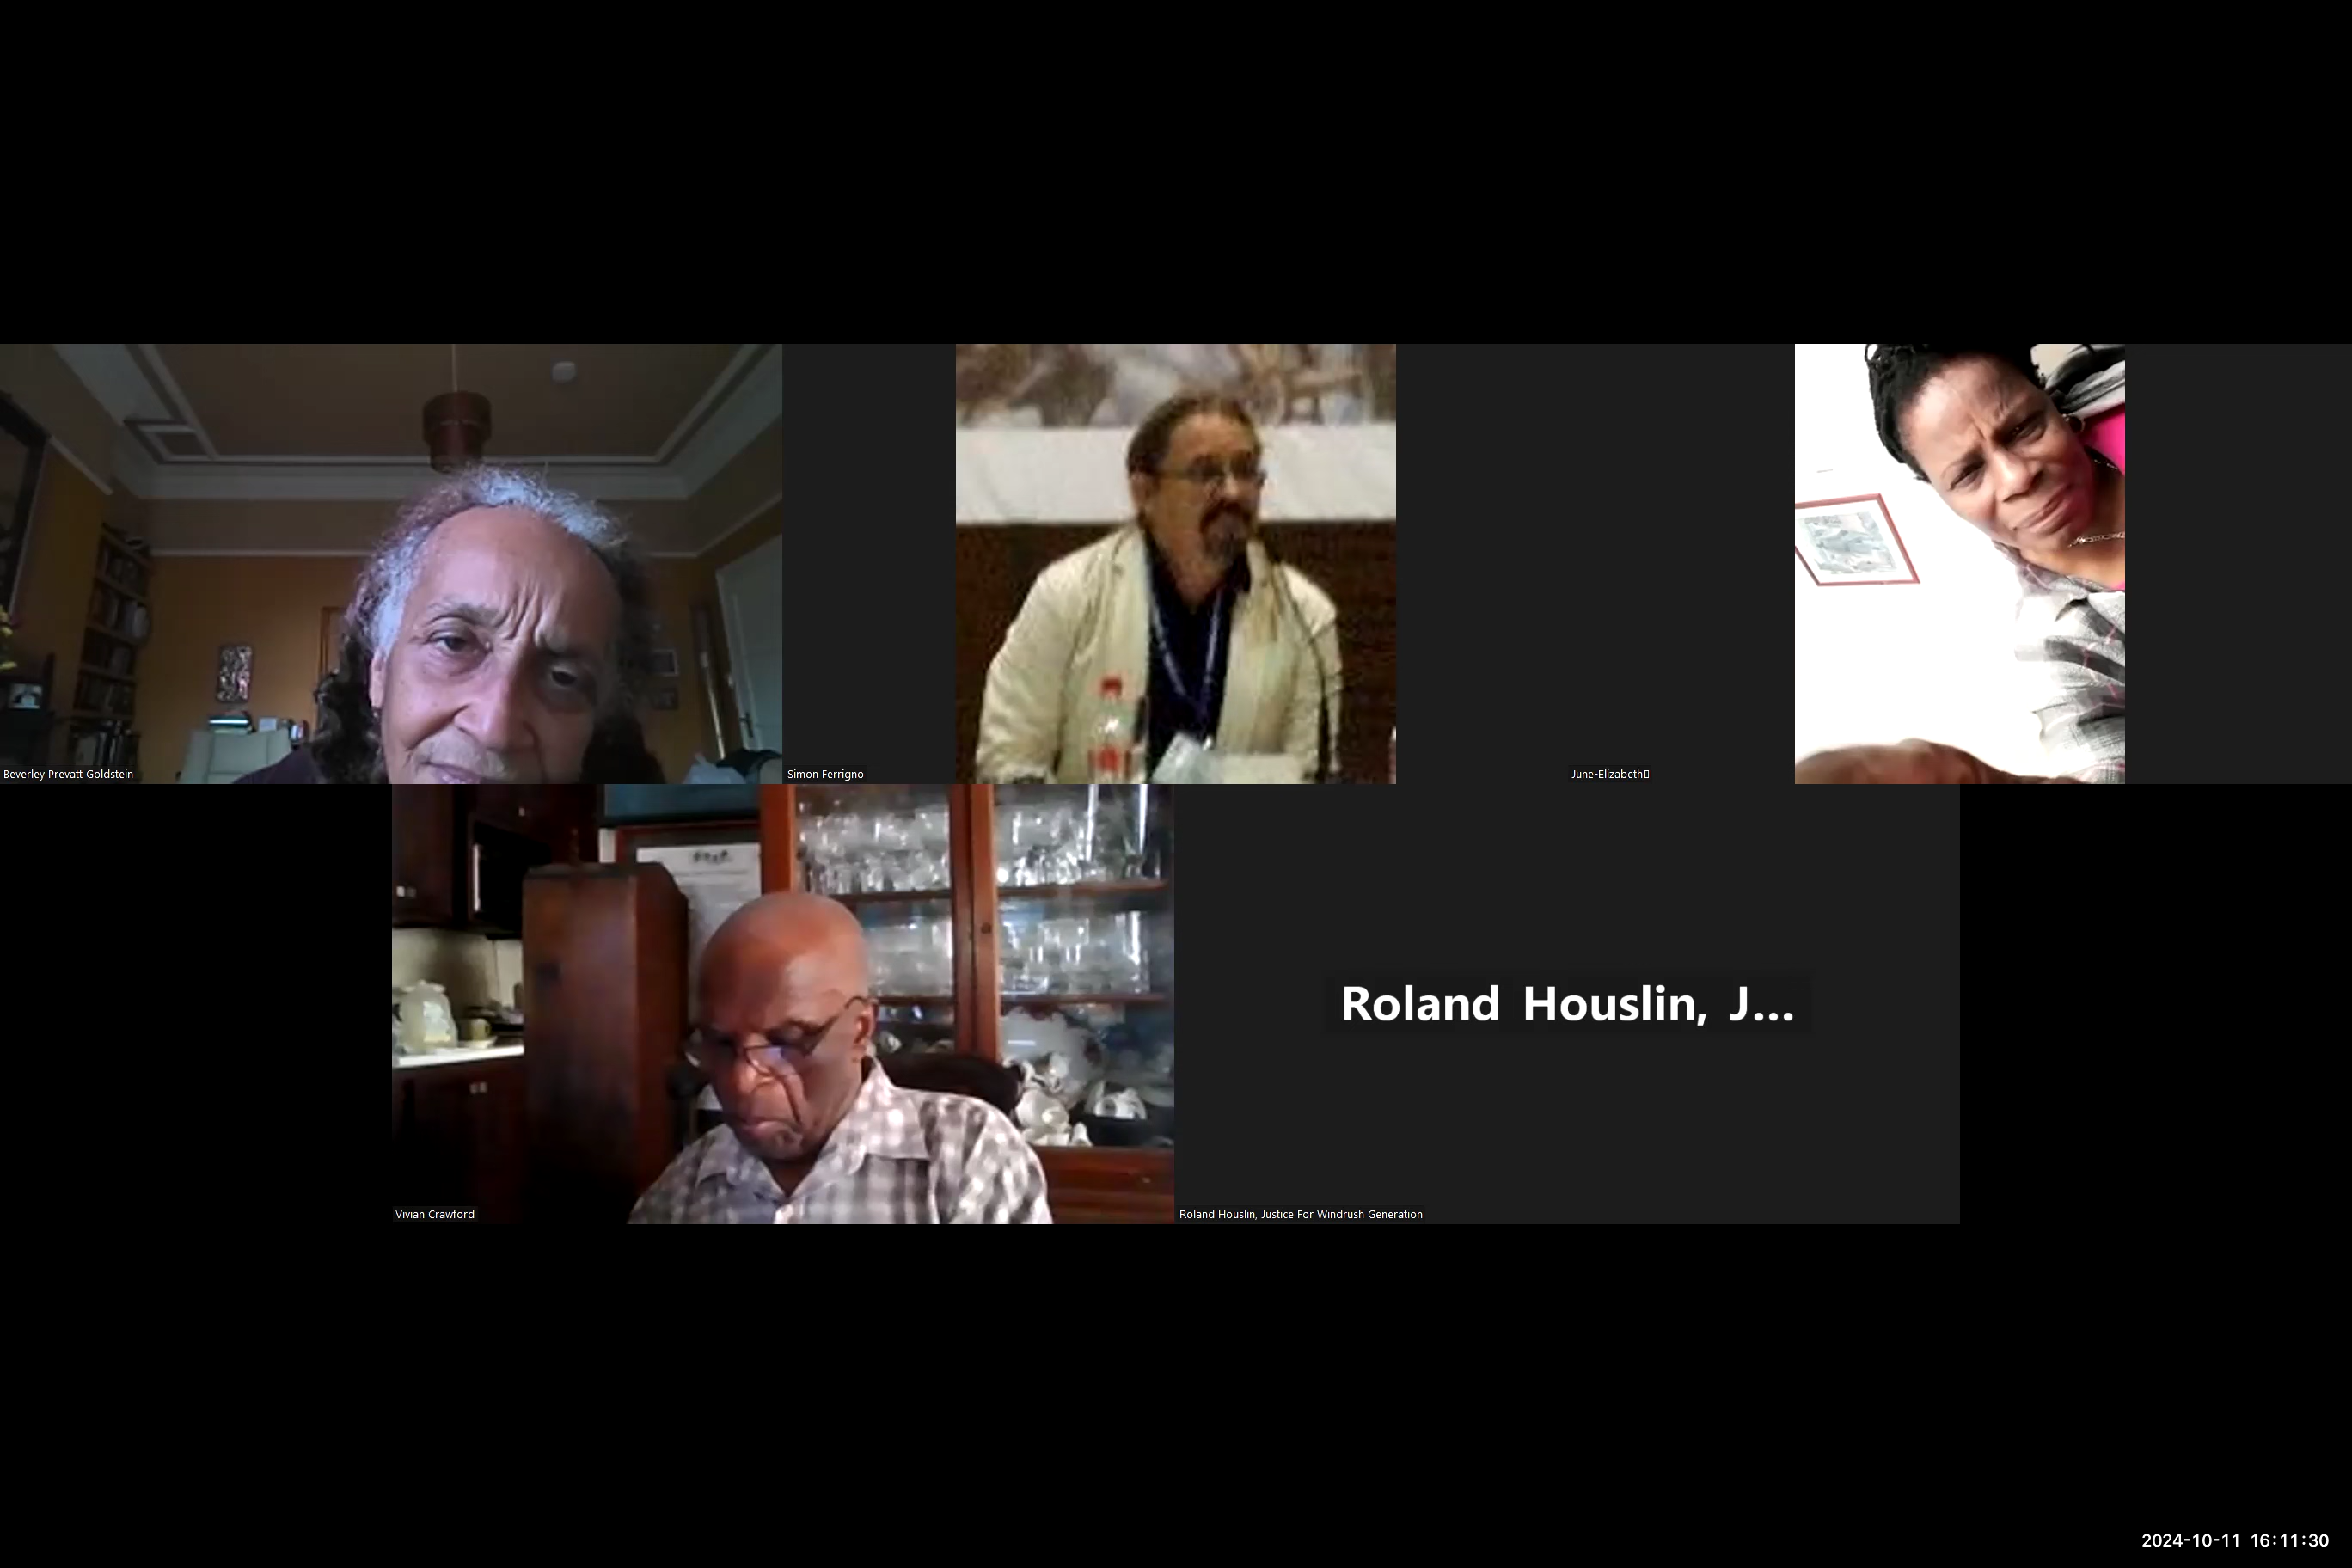 Beverley Prevatt Goldstein
Simon Ferrigno
June-Elizabeth
Roland Houslin, J...
Vivian Crawford
Roland Houslin, Justice For Windrush Generation
2024-10-11 16:11:30